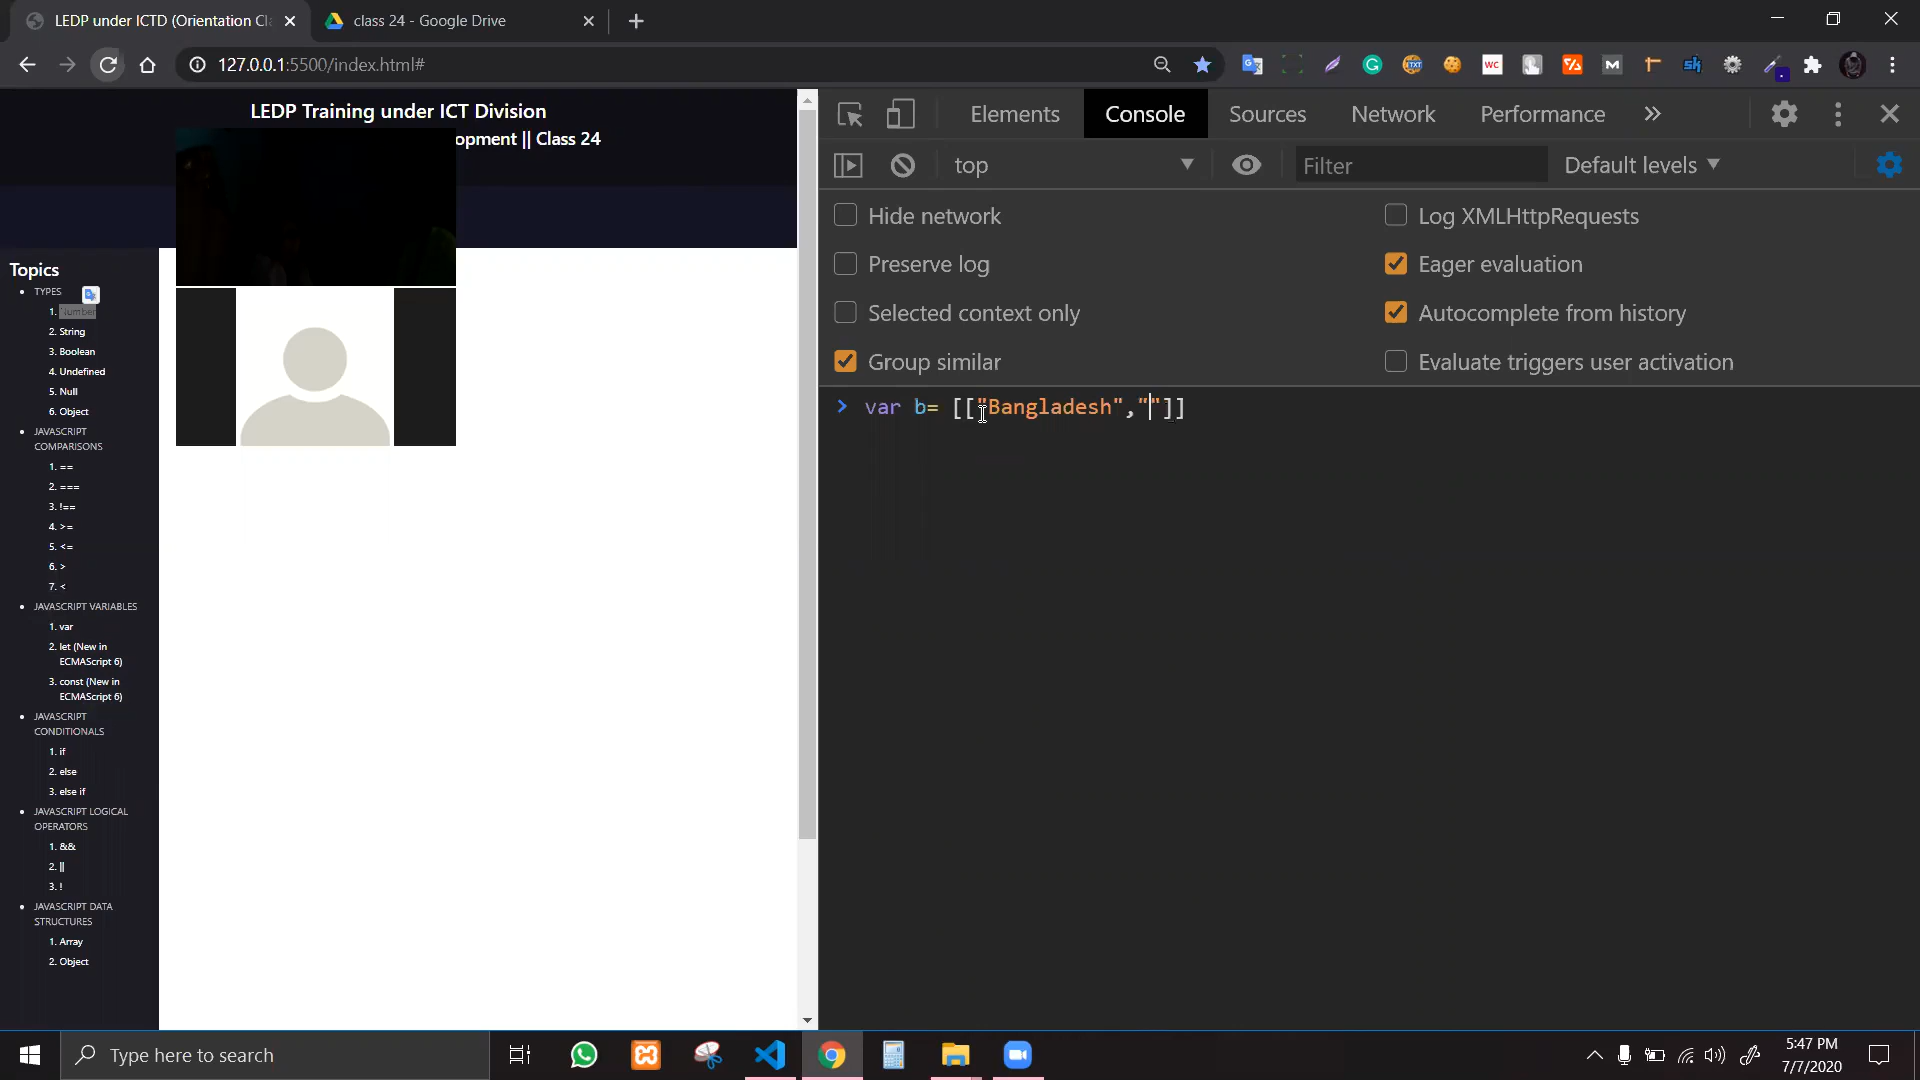 LEDP under ICTD (Orientation Cla
class 24 - Google Drive
127.0.0.1:5500/index.html#
LEDP Training under ICT Division
opment || Class 24
Topics
TYPES
1. Number
2. String
3. Boolean
4. Undefined
5. Null
6. Object
JAVASCRIPT
COMPARISONS
1. ==
2. ===
3. !==
4. >=
5. <=
6. >
7. <
JAVASCRIPT VARIABLES
1. var
2. let (New in
ECMAScript 6)
3. const (New in
ECMAScript 6)
JAVASCRIPT
CONDITIONALS
1. if
2. else
3. else if
JAVASCRIPT LOGICAL
OPERATORS
1. &&
2. ||
3. !
JAVASCRIPT DATA
STRUCTURES
1. Array
2. Object
Elements Console Sources Network Performance
top Filter Default levels
Hide network Log XMLHttpRequests
Preserve log Eager evaluation
Selected context only Autocomplete from history
Group similar Evaluate triggers user activation
> var b= [["Bangladesh",""]]
Type here to search
5:47 PM
7/7/2020